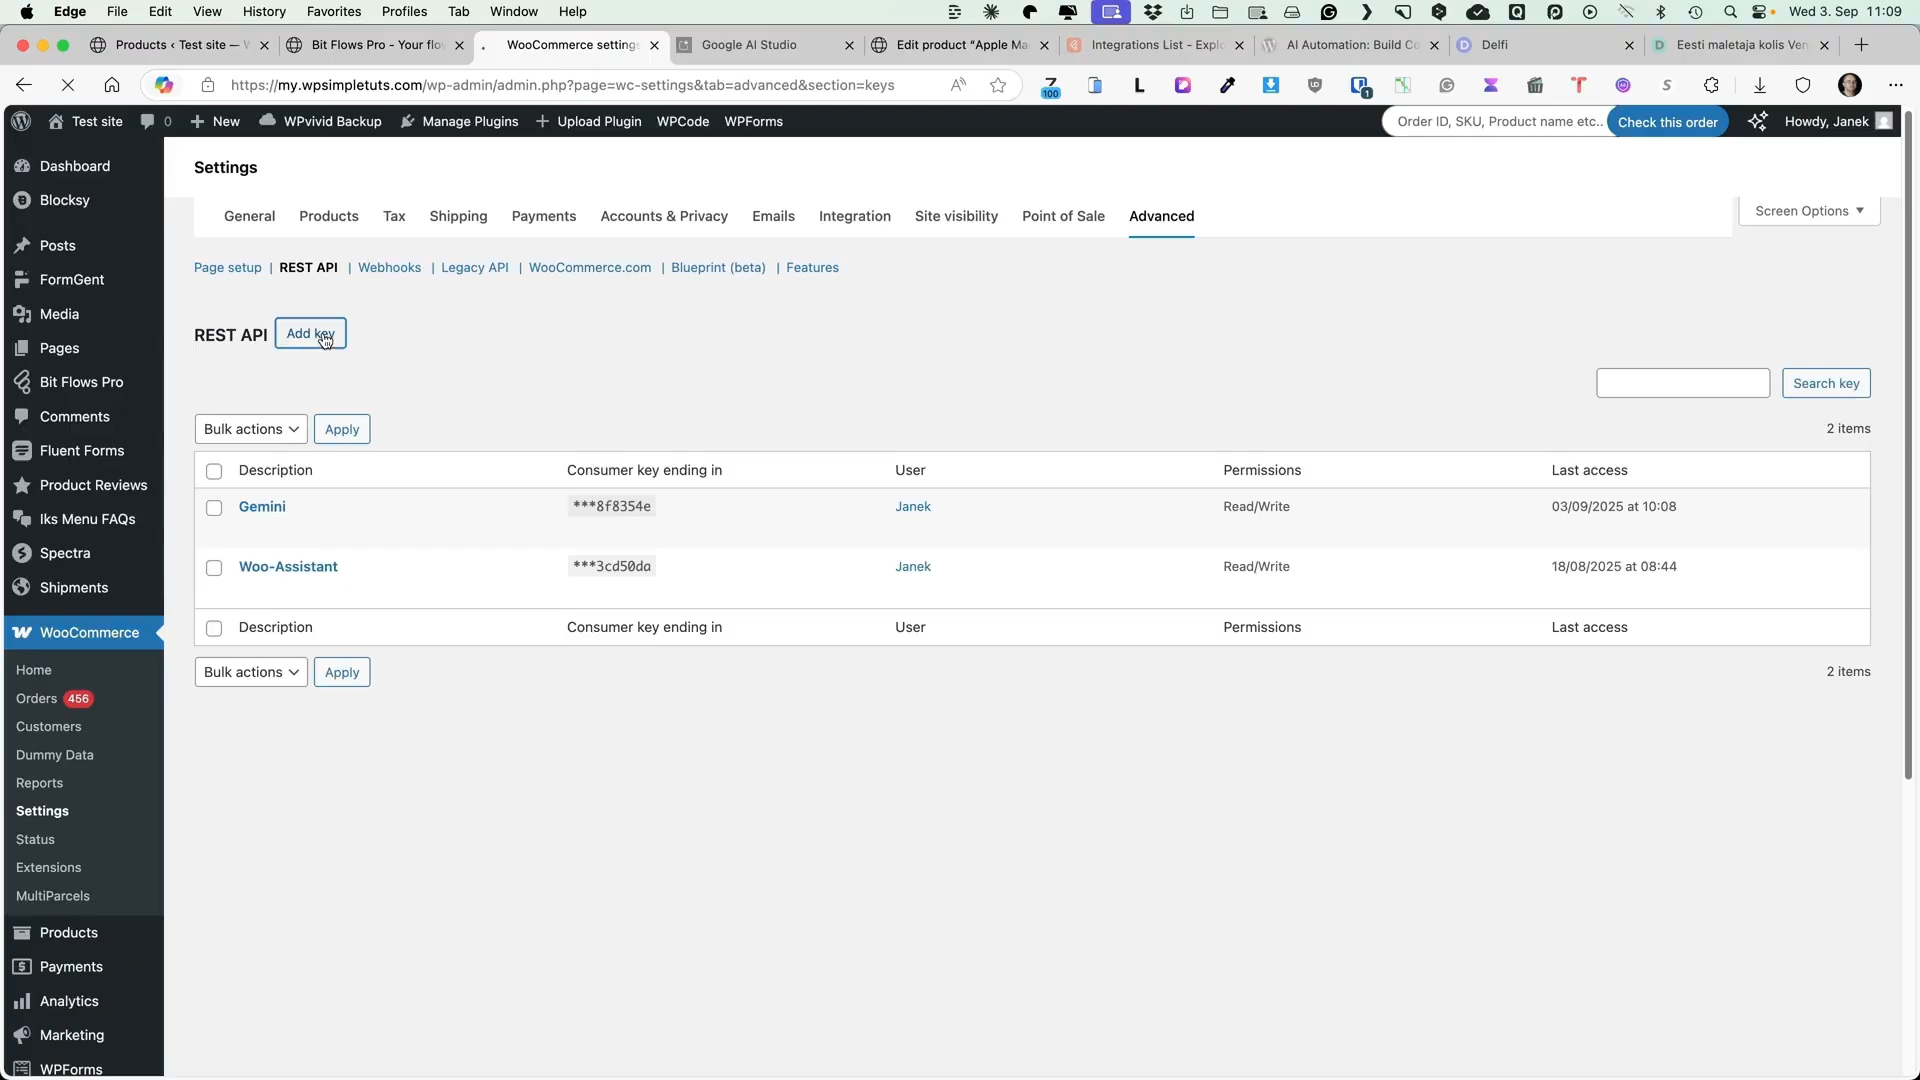 Edge File Edit View History Favorites Profiles Tab Window Help Wed 3. Sep 11:09
Products ‹ Test site — Bit Flows Pro - Your flo WooCommerce settings Google AI Studio Edit product “Apple Ma Integrations List - Explo AI Automation: Build Co Delfi Eesti maletaja kolis Ven
https://my.wpsimpletuts.com/wp-admin/admin.php?page=wc-settings&tab=advanced&section=keys
100
1
Test site 0 New WPvivid Backup Manage Plugins Upload Plugin WPCode WPForms Order ID, SKU, Product name etc.. Check this order Howdy, Janek
Dashboard
Blocksy
Posts
FormGent
Media
Pages
Bit Flows Pro
Comments
Fluent Forms
Product Reviews
Iks Menu FAQs
Spectra
Shipments
WooCommerce
Home
Orders 456
Customers
Dummy Data
Reports
Settings
Status
Extensions
MultiParcels
Products
Payments
Analytics
Marketing
WPForms
Settings
General Products Tax Shipping Payments Accounts & Privacy Emails Integration Site visibility Point of Sale Advanced
Screen Options
Page setup | REST API | Webhooks | Legacy API | WooCommerce.com | Blueprint (beta) | Features
REST API Add key
Search key
Bulk actions Apply 2 items
Description Consumer key ending in User Permissions Last access
Gemini ***8f8354e Janek Read/Write 03/09/2025 at 10:08
Woo-Assistant ***3cd50da Janek Read/Write 18/08/2025 at 08:44
Description Consumer key ending in User Permissions Last access
Bulk actions Apply 2 items